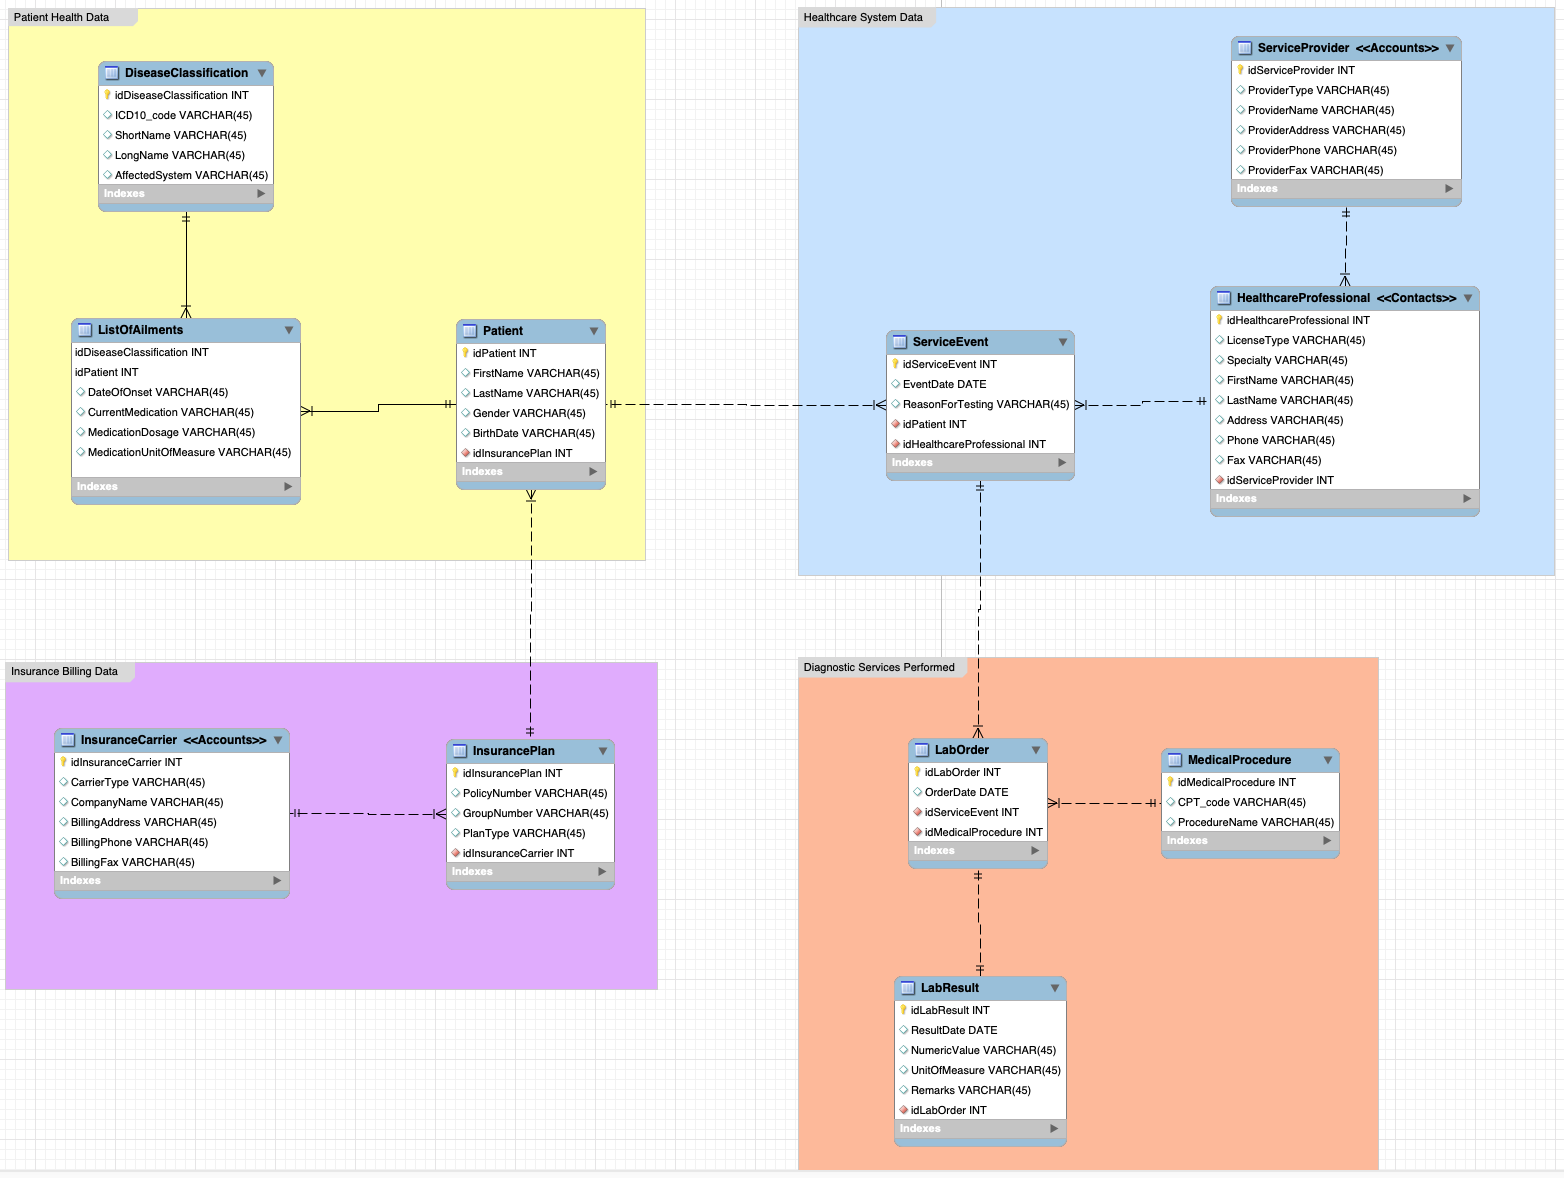 Patient Health Data
DiseaseClassification
idDiseaseClassification INT
ICD10_code VARCHAR(45)
ShortName VARCHAR(45)
LongName VARCHAR(45)
AffectedSystem VARCHAR(45)
Indexes
ListOfAilments
idDiseaseClassification INT
idPatient INT
DateOfOnset VARCHAR(45)
CurrentMedication VARCHAR(45)
MedicationDosage VARCHAR(45)
MedicationUnitOfMeasure VARCHAR(45)
Indexes
Patient
idPatient INT
FirstName VARCHAR(45)
LastName VARCHAR(45)
Gender VARCHAR(45)
BirthDate VARCHAR(45)
idInsurancePlan INT
Indexes
Healthcare System Data
ServiceProvider <<Accounts>>
idServiceProvider INT
ProviderType VARCHAR(45)
ProviderName VARCHAR(45)
ProviderAddress VARCHAR(45)
ProviderPhone VARCHAR(45)
ProviderFax VARCHAR(45)
Indexes
ServiceEvent
idServiceEvent INT
EventDate DATE
ReasonForTesting VARCHAR(45)
idPatient INT
idHealthcareProfessional INT
Indexes
HealthcareProfessional <<Contacts>>
idHealthcareProfessional INT
LicenseType VARCHAR(45)
Specialty VARCHAR(45)
FirstName VARCHAR(45)
LastName VARCHAR(45)
Address VARCHAR(45)
Phone VARCHAR(45)
Fax VARCHAR(45)
idServiceProvider INT
Indexes
Insurance Billing Data
InsuranceCarrier <<Accounts>>
idInsuranceCarrier INT
CarrierType VARCHAR(45)
CompanyName VARCHAR(45)
BillingAddress VARCHAR(45)
BillingPhone VARCHAR(45)
BillingFax VARCHAR(45)
Indexes
InsurancePlan
idInsurancePlan INT
PolicyNumber VARCHAR(45)
GroupNumber VARCHAR(45)
PlanType VARCHAR(45)
idInsuranceCarrier INT
Indexes
Diagnostic Services Performed
LabOrder
idLabOrder INT
OrderDate DATE
idServiceEvent INT
idMedicalProcedure INT
Indexes
MedicalProcedure
idMedicalProcedure INT
CPT_code VARCHAR(45)
ProcedureName VARCHAR(45)
Indexes
LabResult
idLabResult INT
ResultDate DATE
NumericValue VARCHAR(45)
UnitOfMeasure VARCHAR(45)
Remarks VARCHAR(45)
idLabOrder INT
Indexes